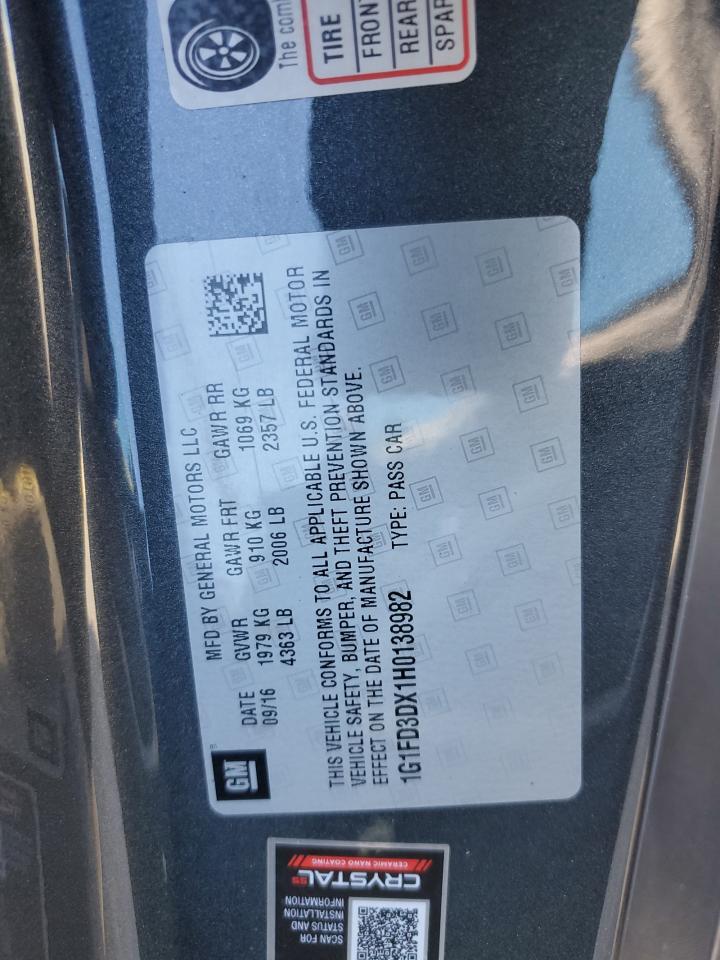 The com
TIRE
FRONT
REAR
SPAR
MFD BY GENERAL MOTORS LLC
DATE GVWR GAWR FRT GAWR RR
09/16 1979 KG 910 KG 1069 KG
4363 LB 2006 LB 2357 LB
THIS VEHICLE CONFORMS TO ALL APPLICABLE U.S. FEDERAL MOTOR
VEHICLE SAFETY, BUMPER, AND THEFT PREVENTION STANDARDS IN
EFFECT ON THE DATE OF MANUFACTURE SHOWN ABOVE.
1G1FD3DX1H0138982 TYPE: PASS CAR
GM
CRYSTAL SS
CERAMIC NANO COATING
SCAN FOR
STATUS AND
INSTALLATION
INFORMATION